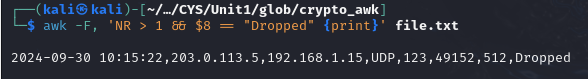 ┌──(kali㉿kali)-[~/…/CYS/Unit1/glob/crypto_awk]
└─$ awk -F, 'NR > 1 && $8 == "Dropped" {print}' file.txt
2024-09-30 10:15:22,203.0.113.5,192.168.1.15,UDP,123,49152,512,Dropped